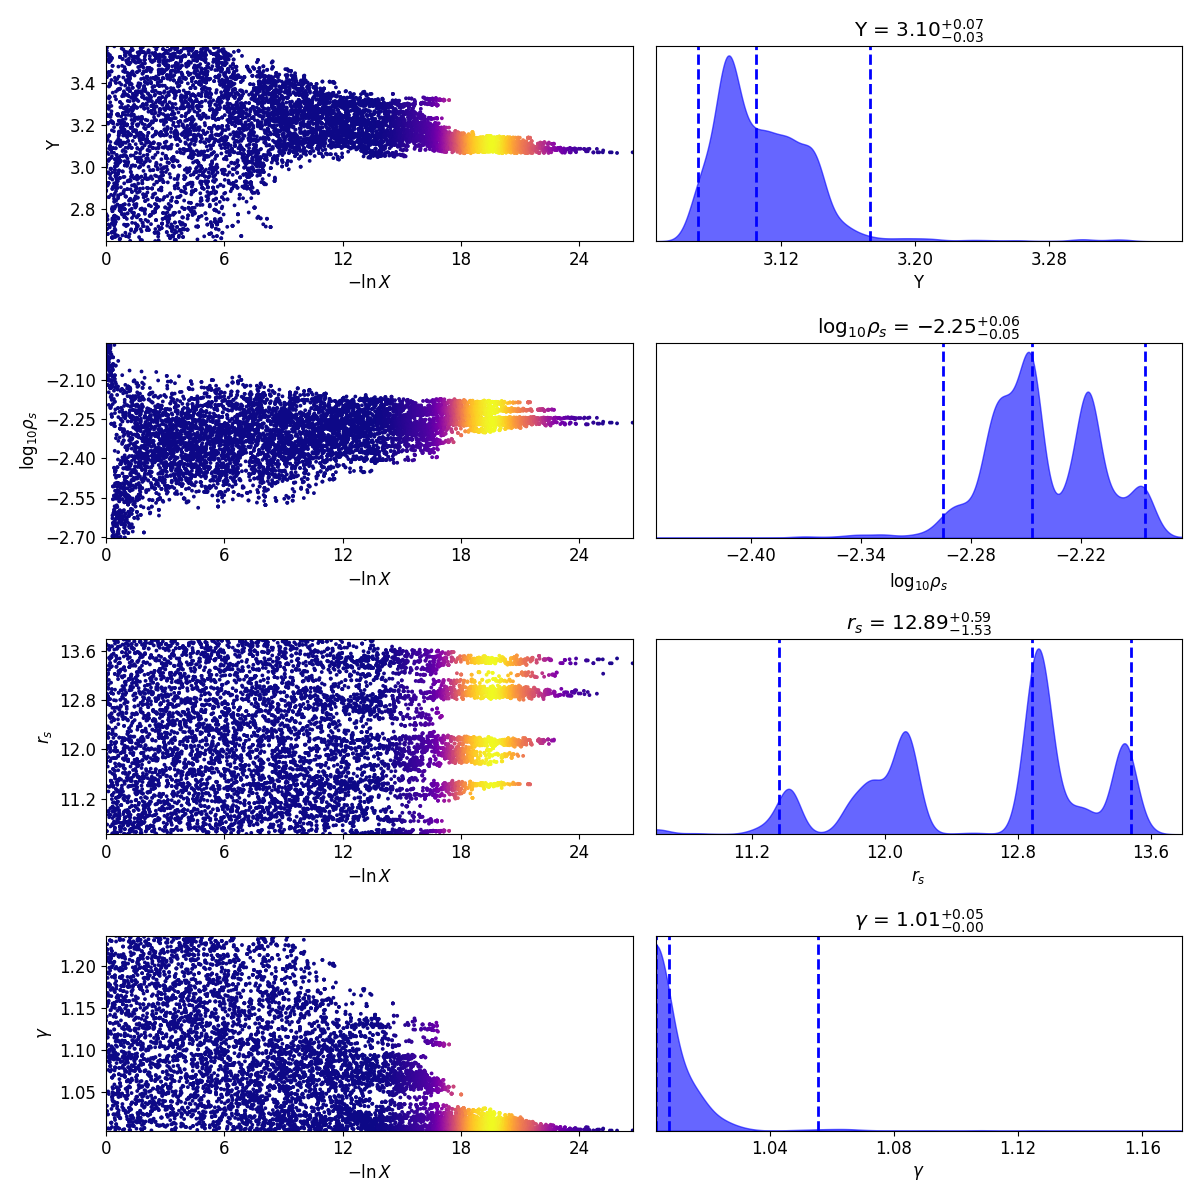 Y = 3.10+0.07−0.03
3.4
3.2
3.0
2.8
Y
0 6 12 18 24
−ln X
3.12 3.20 3.28
Y
log10ρs = −2.25+0.06−0.05
−2.10
−2.25
−2.40
−2.55
−2.70
log10ρs
0 6 12 18 24
−ln X
−2.40 −2.34 −2.28 −2.22
log10ρs
rs = 12.89+0.59−1.53
13.6
12.8
12.0
11.2
rs
0 6 12 18 24
−ln X
11.2 12.0 12.8 13.6
rs
γ = 1.01+0.05−0.00
1.20
1.15
1.10
1.05
γ
0 6 12 18 24
−ln X
1.04 1.08 1.12 1.16
γ